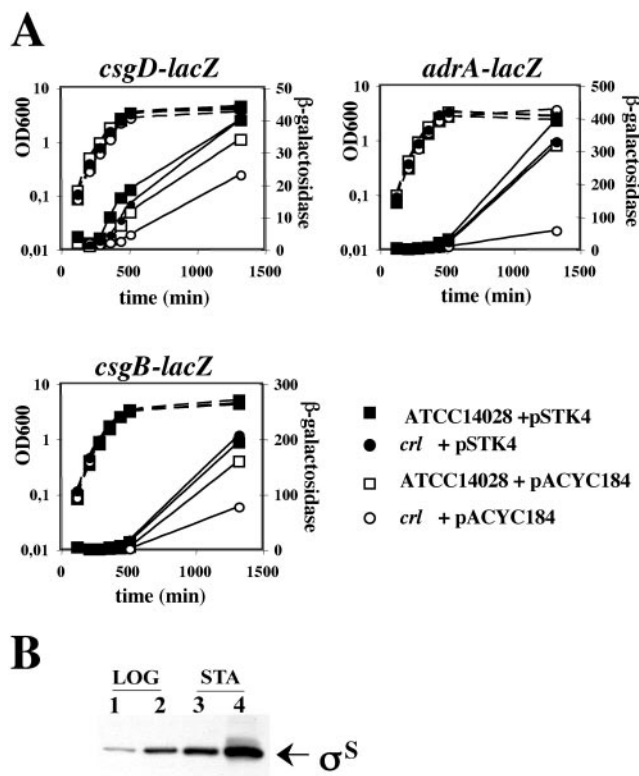 A
csgD-lacZ
adrA-lacZ
OD600
10
1
0,1
0,01
50
40
30
20
10
0
β-galactosidase
0 500 1000 1500
time (min)
OD600
10
1
0,1
0,01
500
400
300
200
100
0
β-galactosidase
0 500 1000 1500
time (min)
csgB-lacZ
OD600
10
1
0,1
0,01
300
200
100
0
β-galactosidase
0 500 1000 1500
time (min)
ATCC14028 +pSTK4
crl + pSTK4
ATCC14028 + pACYC184
crl + pACYC184
B
LOG STA
1 2 3 4
σS